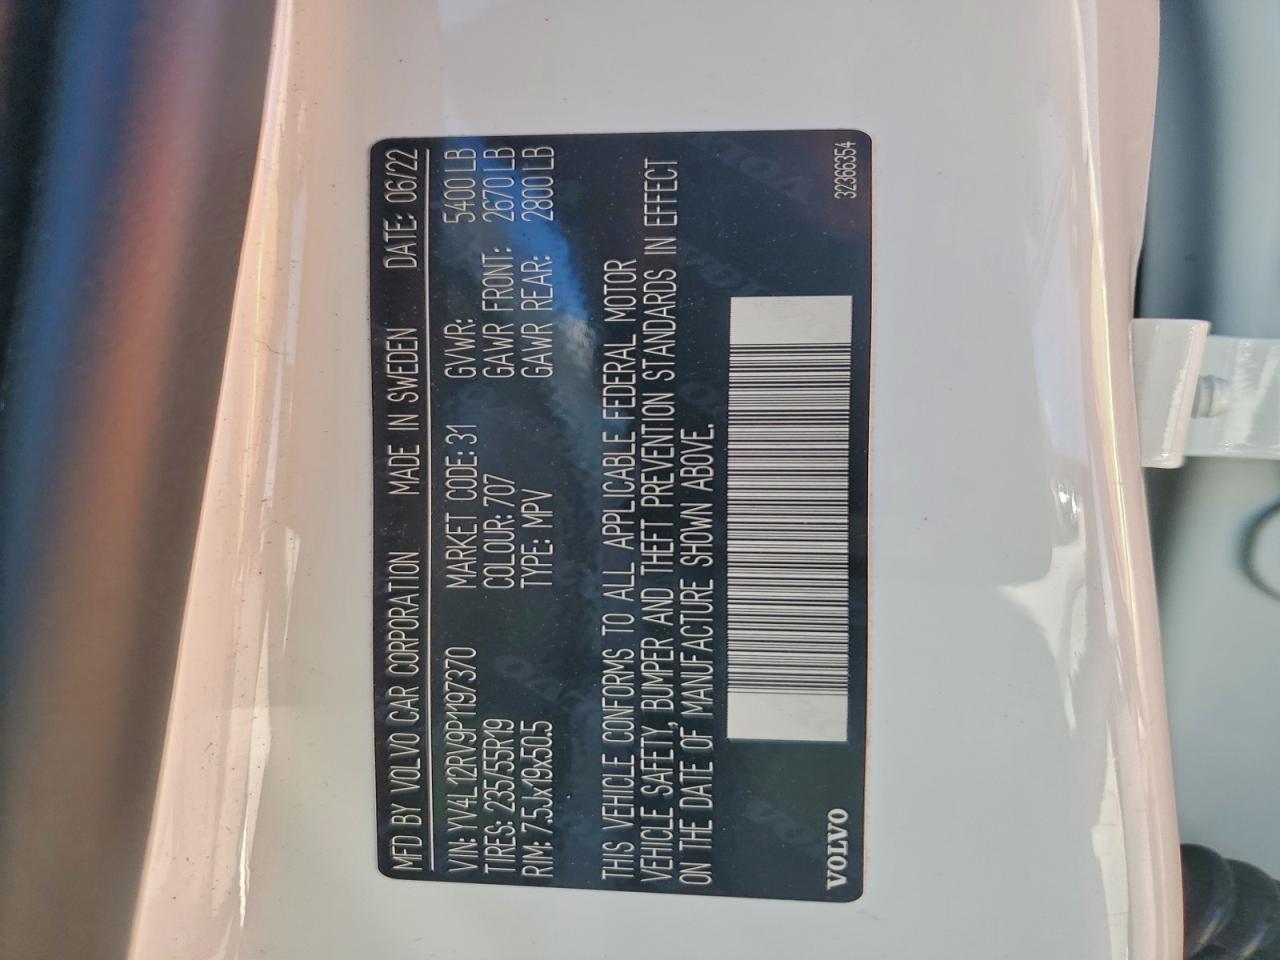 MFD BY VOLVO CAR CORPORATION MADE IN SWEDEN DATE: 06/22
VIN: YV4L12RV9P1197370 MARKET CODE: 31 GVWR: 5400 LB
TIRES: 235/55R19 COLOUR: 707 GAWR FRONT: 2670 LB
RIM: 7.5Jx19x50.5 TYPE: MPV GAWR REAR: 2800 LB
THIS VEHICLE CONFORMS TO ALL APPLICABLE FEDERAL MOTOR
VEHICLE SAFETY, BUMPER AND THEFT PREVENTION STANDARDS IN EFFECT
ON THE DATE OF MANUFACTURE SHOWN ABOVE.
VOLVO 32366354